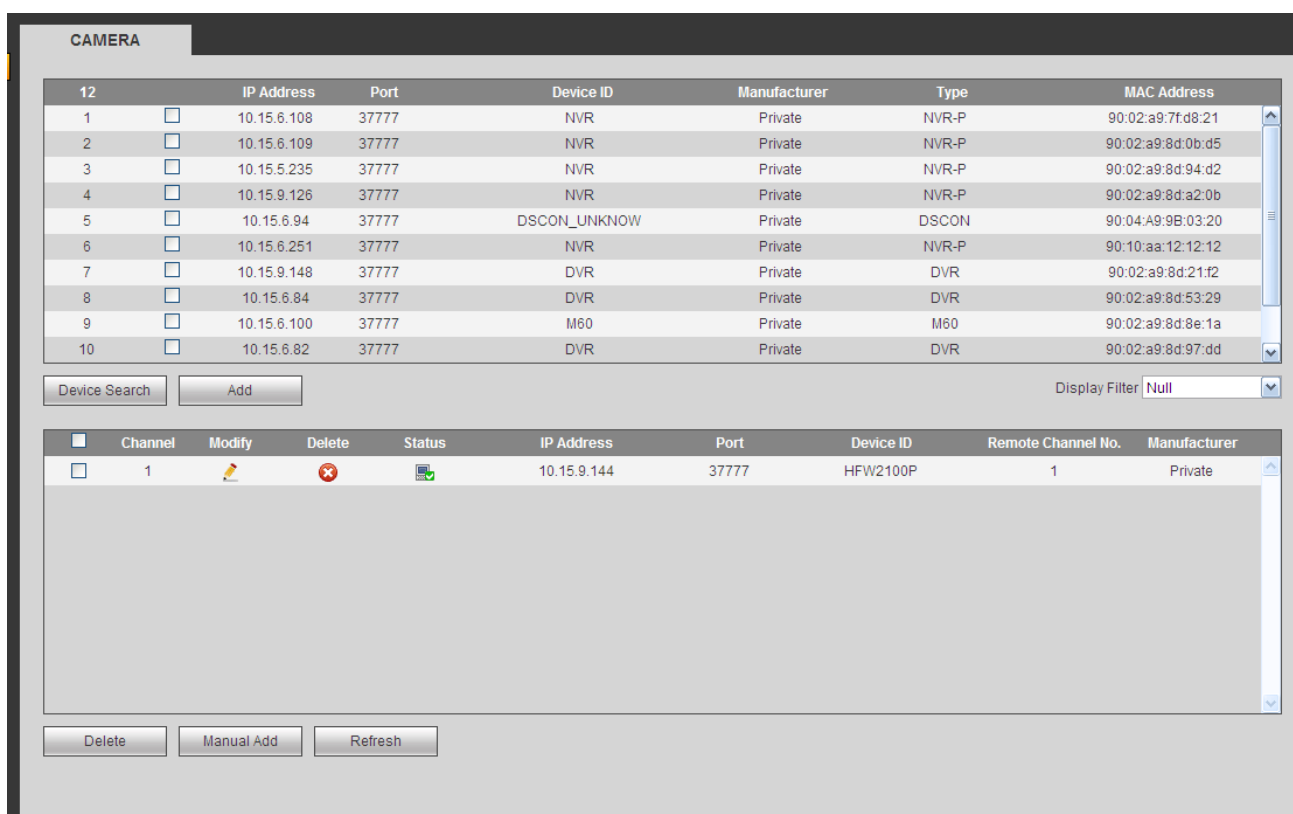 CAMERA
12 IP Address Port Device ID Manufacturer Type MAC Address
1 10.15.6.108 37777 NVR Private NVR-P 90:02:a9:7f:d8:21
2 10.15.6.109 37777 NVR Private NVR-P 90:02:a9:8d:0b:d5
3 10.15.5.235 37777 NVR Private NVR-P 90:02:a9:8d:94:d2
4 10.15.9.126 37777 NVR Private NVR-P 90:02:a9:8d:a2:0b
5 10.15.6.94 37777 DSCON_UNKNOW Private DSCON 90:04:A9:9B:03:20
6 10.15.6.251 37777 NVR Private NVR-P 90:10:aa:12:12:12
7 10.15.9.148 37777 DVR Private DVR 90:02:a9:8d:21:f2
8 10.15.6.84 37777 DVR Private DVR 90:02:a9:8d:53:29
9 10.15.6.100 37777 M60 Private M60 90:02:a9:8d:8e:1a
10 10.15.6.82 37777 DVR Private DVR 90:02:a9:8d:97:dd
Device Search Add Display Filter Null
Channel Modify Delete Status IP Address Port Device ID Remote Channel No. Manufacturer
1 10.15.9.144 37777 HFW2100P 1 Private
Delete Manual Add Refresh